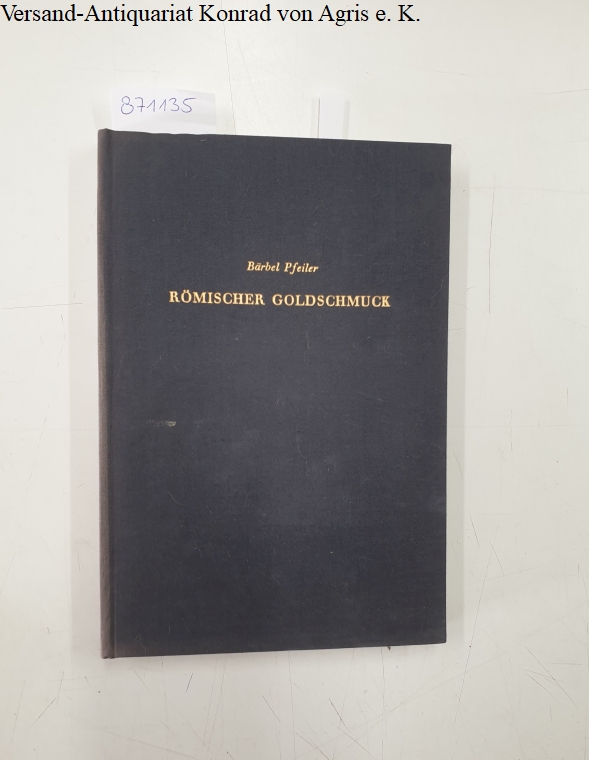 Versand-Antiquariat Konrad von Agris e. K.
871135
Bärbel Pfeiler
RÖMISCHER GOLDSCHMUCK